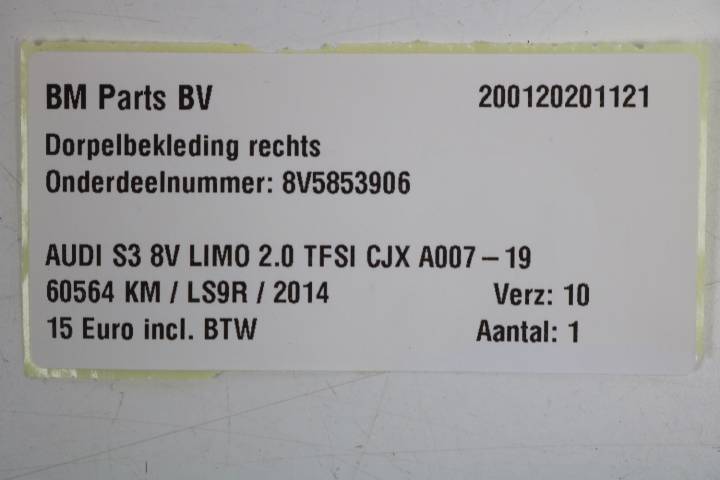 BM Parts BV 200120201121
Dorpelbekleding rechts
Onderdeelnummer: 8V5853906
AUDI S3 8V LIMO 2.0 TFSI CJX A007-19
60564 KM / LS9R / 2014 Verz: 10
15 Euro incl. BTW Aantal: 1